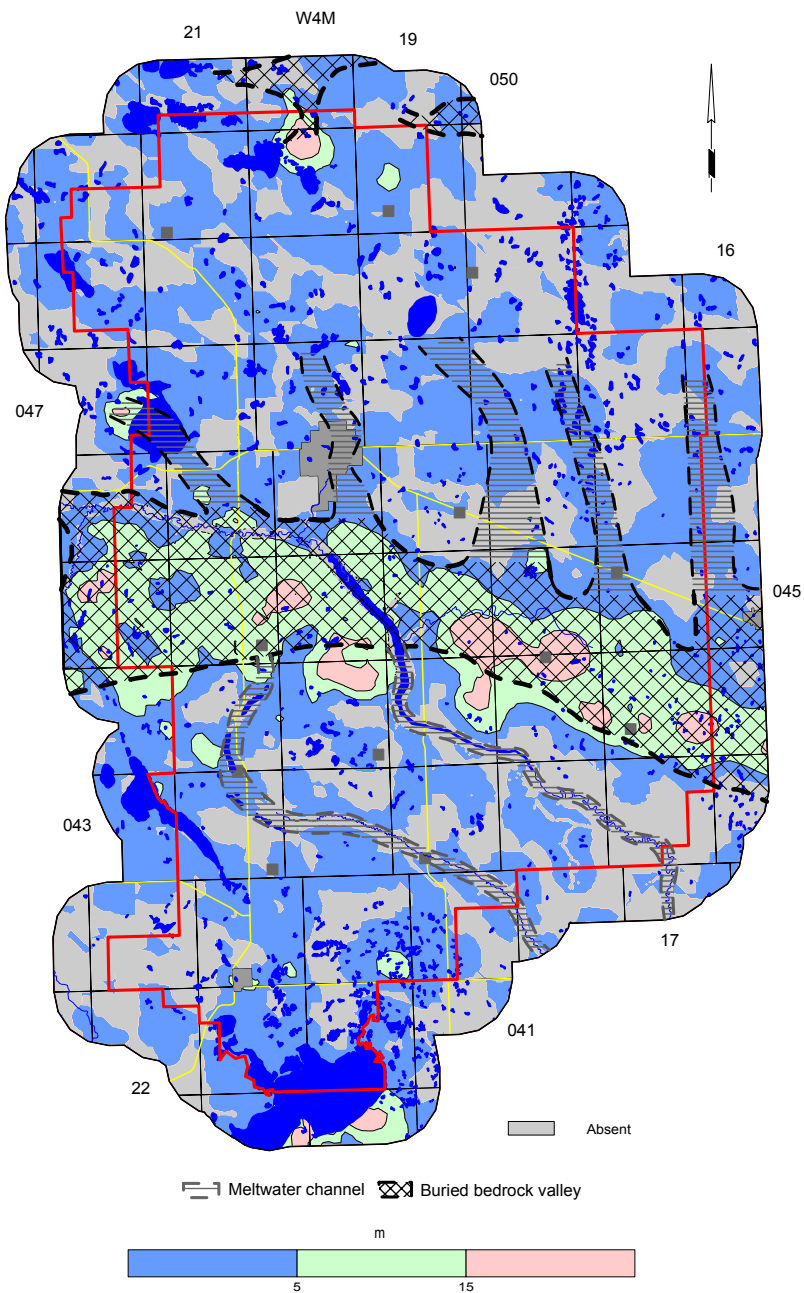 W4M
21
19
050
16
047
045
043
17
041
22
Absent
Meltwater channel
Buried bedrock valley
m
5
15